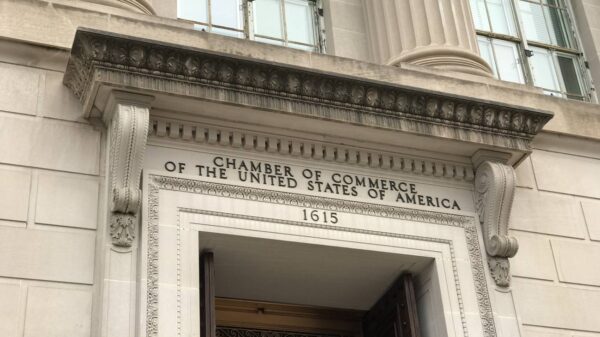 CHAMBER OF COMMERCE
OF THE UNITED STATES OF AMERICA
1615